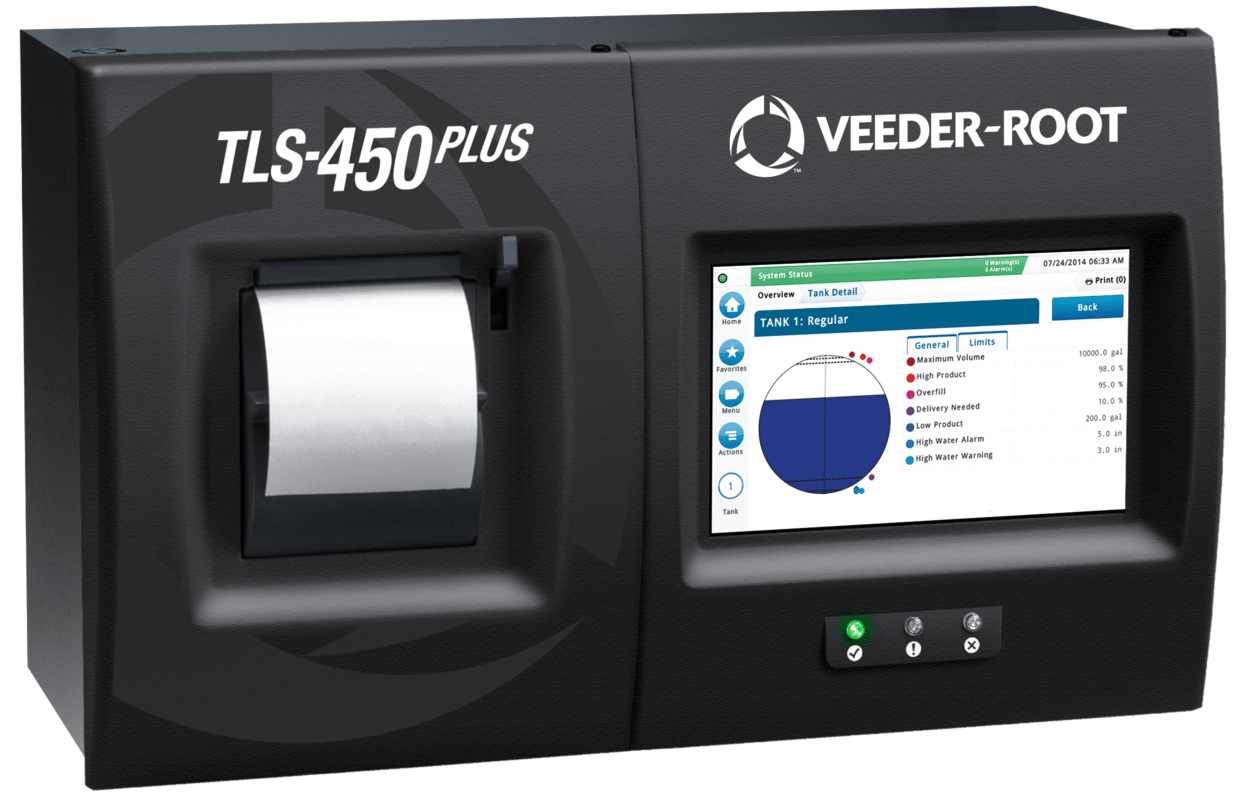 TLS-450PLUS
VEEDER-ROOT
TM
System Status
0 Warning(s)
0 Alarm(s)
07/24/2014 06:33 AM
Overview
Tank Detail
Print (0)
TANK 1: Regular
Back
Home
Favorites
Menu
Actions
1
Tank
General
Limits
Maximum Volume 10000.0 gal
High Product 98.0 %
Overfill 95.0 %
Delivery Needed 10.0 %
Low Product 200.0 gal
High Water Alarm 5.0 in
High Water Warning 3.0 in